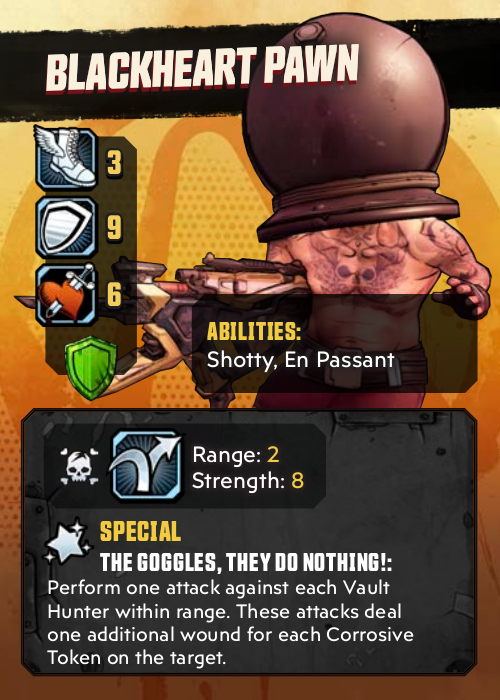 BLACKHEART PAWN
3
9
6
ABILITIES:
Shotty, En Passant
Range: 2
Strength: 8
SPECIAL
THE GOGGLES, THEY DO NOTHING!:
Perform one attack against each Vault
Hunter within range. These attacks deal
one additional wound for each Corrosive
Token on the target.